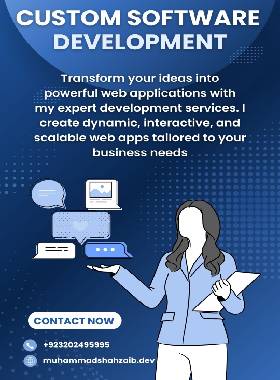 CUSTOM SOFTWARE
DEVELOPMENT
Transform your ideas into
powerful web applications with
my expert development services. I
create dynamic, interactive, and
scalable web apps tailored to your
business needs
CONTACT NOW
+923202495995
muhammadshahzaib.dev